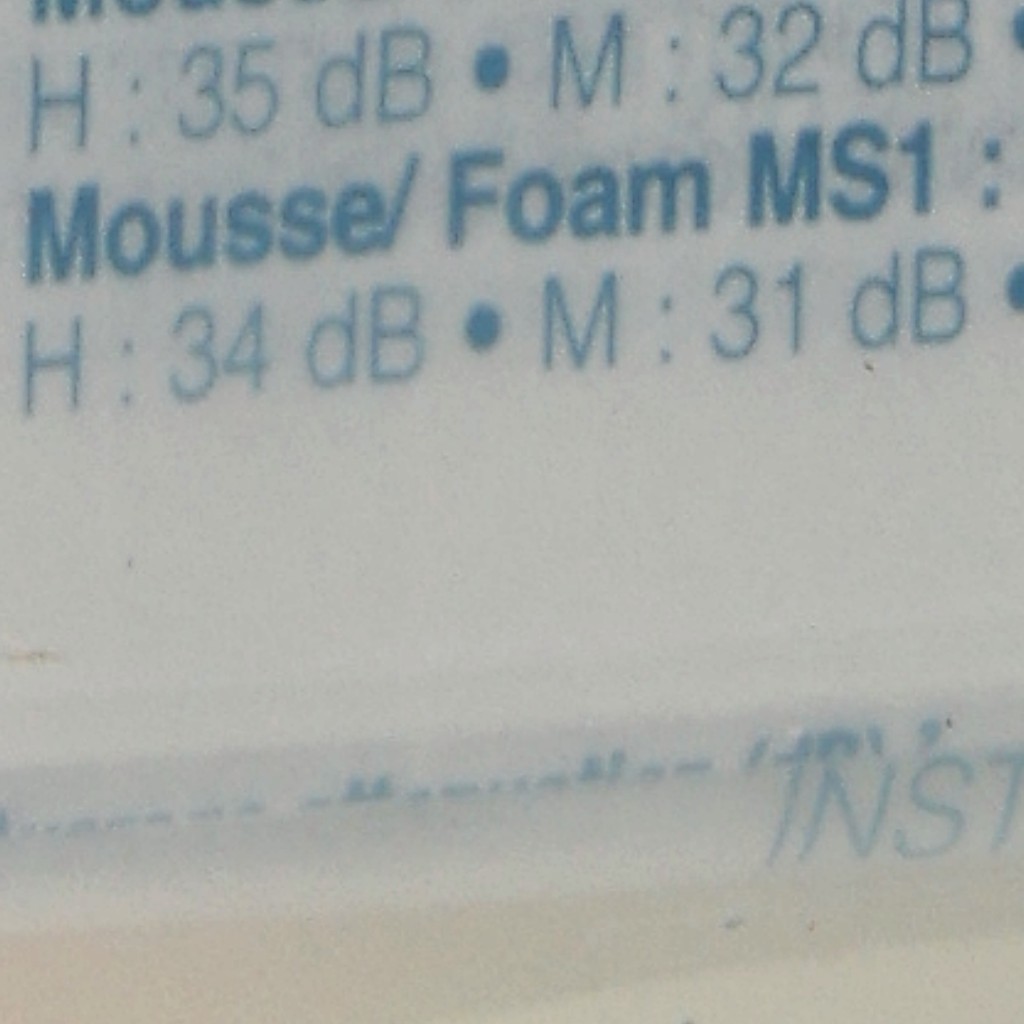 H : 35 dB • M : 32 dB •
Mousse/ Foam MS1 :
H : 34 dB • M : 31 dB •
INST